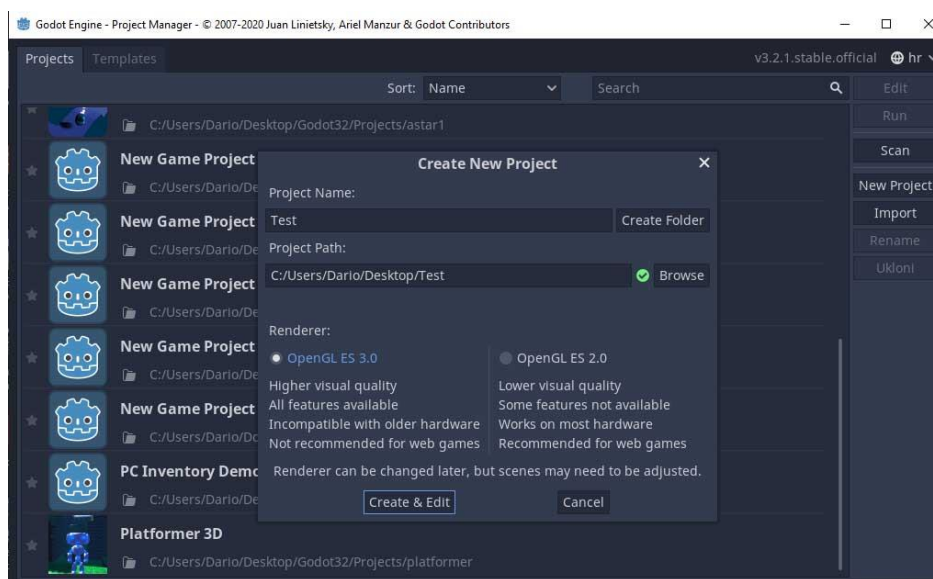 Godot Engine - Project Manager - © 2007-2020 Juan Linietsky, Ariel Manzur & Godot Contributors
Projects Templates v3.2.1.stable.official hr
Sort: Name Search Edit
C:/Users/Dario/Desktop/Godot32/Projects/astar1 Run
New Game Project Scan
C:/Users/Dario/De
New Project
New Game Project Import
C:/Users/Dario/De Rename
New Game Project Ukloni
C:/Users/Dario/De
New Game Project
C:/Users/Dario/De
New Game Project
C:/Users/Dario/Do
PC Inventory Demo
C:/Users/Dario/De
Platformer 3D
C:/Users/Dario/Desktop/Godot32/Projects/platformer
Create New Project
Project Name:
Test Create Folder
Project Path:
C:/Users/Dario/Desktop/Test Browse
Renderer:
OpenGL ES 3.0
Higher visual quality
All features available
Incompatible with older hardware
Not recommended for web games
OpenGL ES 2.0
Lower visual quality
Some features not available
Works on most hardware
Recommended for web games
Renderer can be changed later, but scenes may need to be adjusted.
Create & Edit Cancel